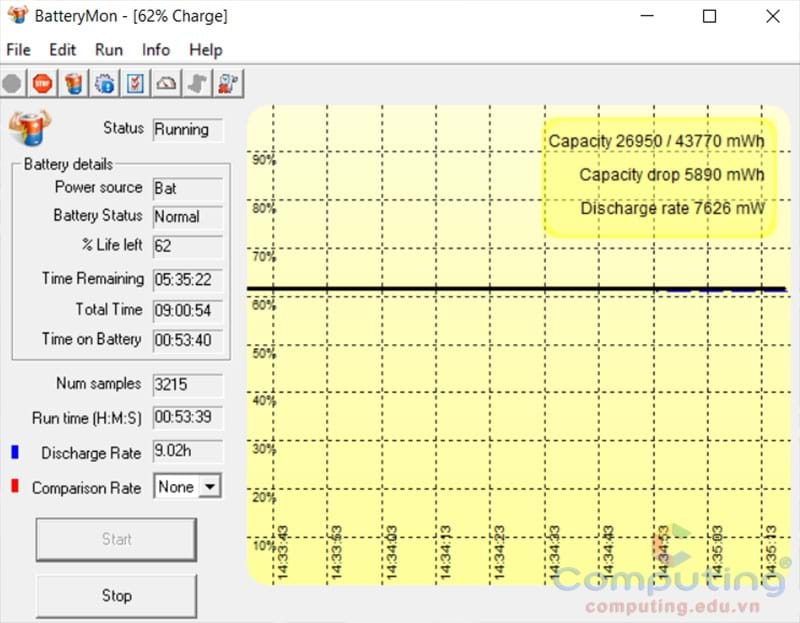 BatteryMon - [62% Charge]
File Edit Run Info Help
STOP
Status Running
Battery details
Power source Bat
Battery Status Normal
% Life left 62
Time Remaining 05:35:22
Total Time 09:00:54
Time on Battery 00:53:40
Num samples 3215
Run time (H:M:S) 00:53:39
Discharge Rate 9.02h
Comparison Rate None
Start
Stop
Capacity 26950 / 43770 mWh
Capacity drop 5890 mWh
Discharge rate 7626 mW
90%
80%
70%
60%
50%
40%
30%
20%
10%
14:33:43
14:33:53
14:34:03
14:34:13
14:34:23
14:34:33
14:34:43
14:34:53
14:35:03
14:35:13
Computing®
computing.edu.vn